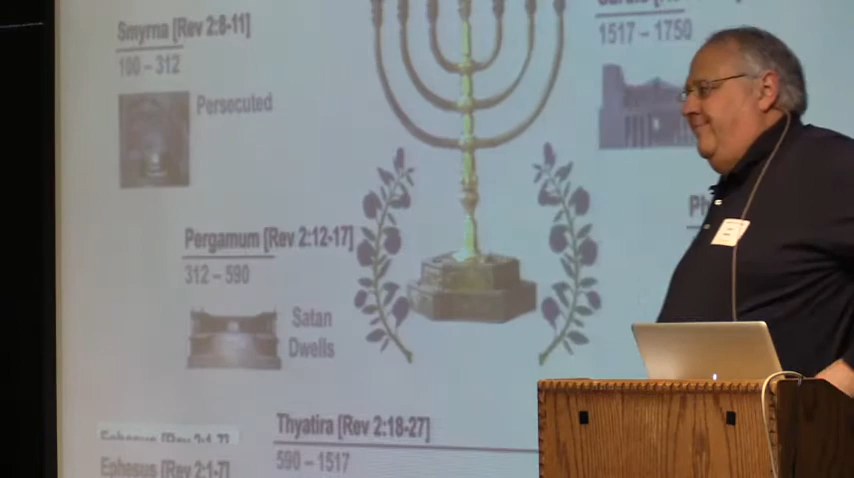 Smyrna [Rev 2:8-11]
100 – 312
Persecuted
1517 – 1750
Pergamum [Rev 2:12-17]
312 – 590
Satan
Dwells
Thyatira [Rev 2:18-27]
590 – 1517
Ephesus [Rev 2:1-7]
Ephesus [Rev 2:1-7]